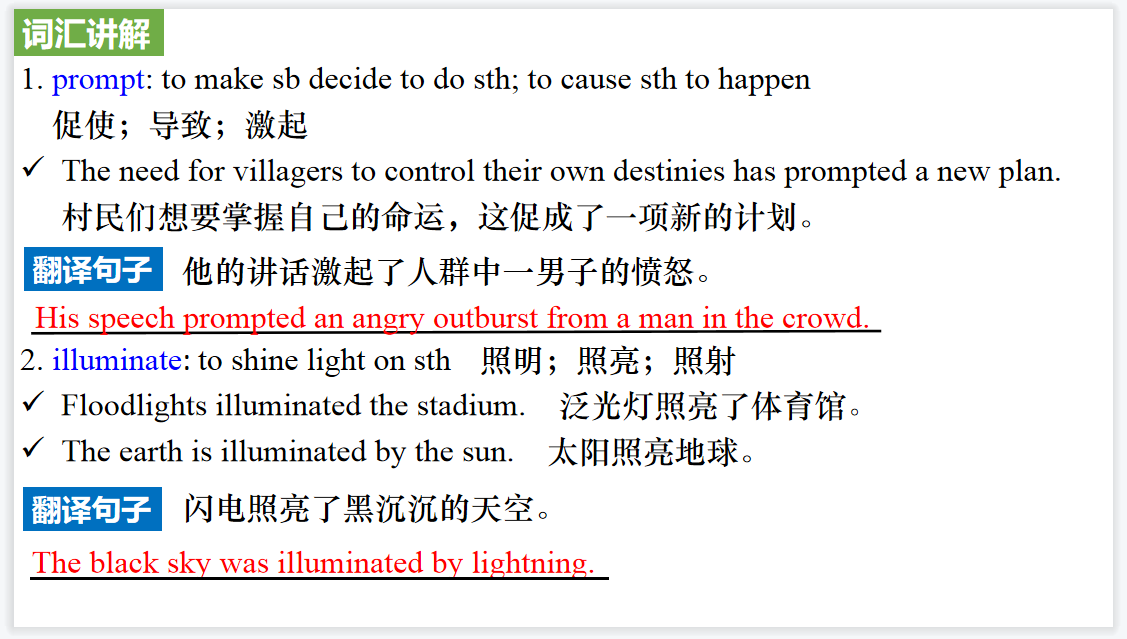 词汇讲解
1. prompt: to make sb decide to do sth; to cause sth to happen
促使；导致；激起
✓ The need for villagers to control their own destinies has prompted a new plan.
村民们想要掌握自己的命运，这促成了一项新的计划。
翻译句子 他的讲话激起了人群中一男子的愤怒。
His speech prompted an angry outburst from a man in the crowd.
2. illuminate: to shine light on sth 照明；照亮；照射
✓ Floodlights illuminated the stadium. 泛光灯照亮了体育馆。
✓ The earth is illuminated by the sun. 太阳照亮地球。
翻译句子 闪电照亮了黑沉沉的天空。
The black sky was illuminated by lightning.